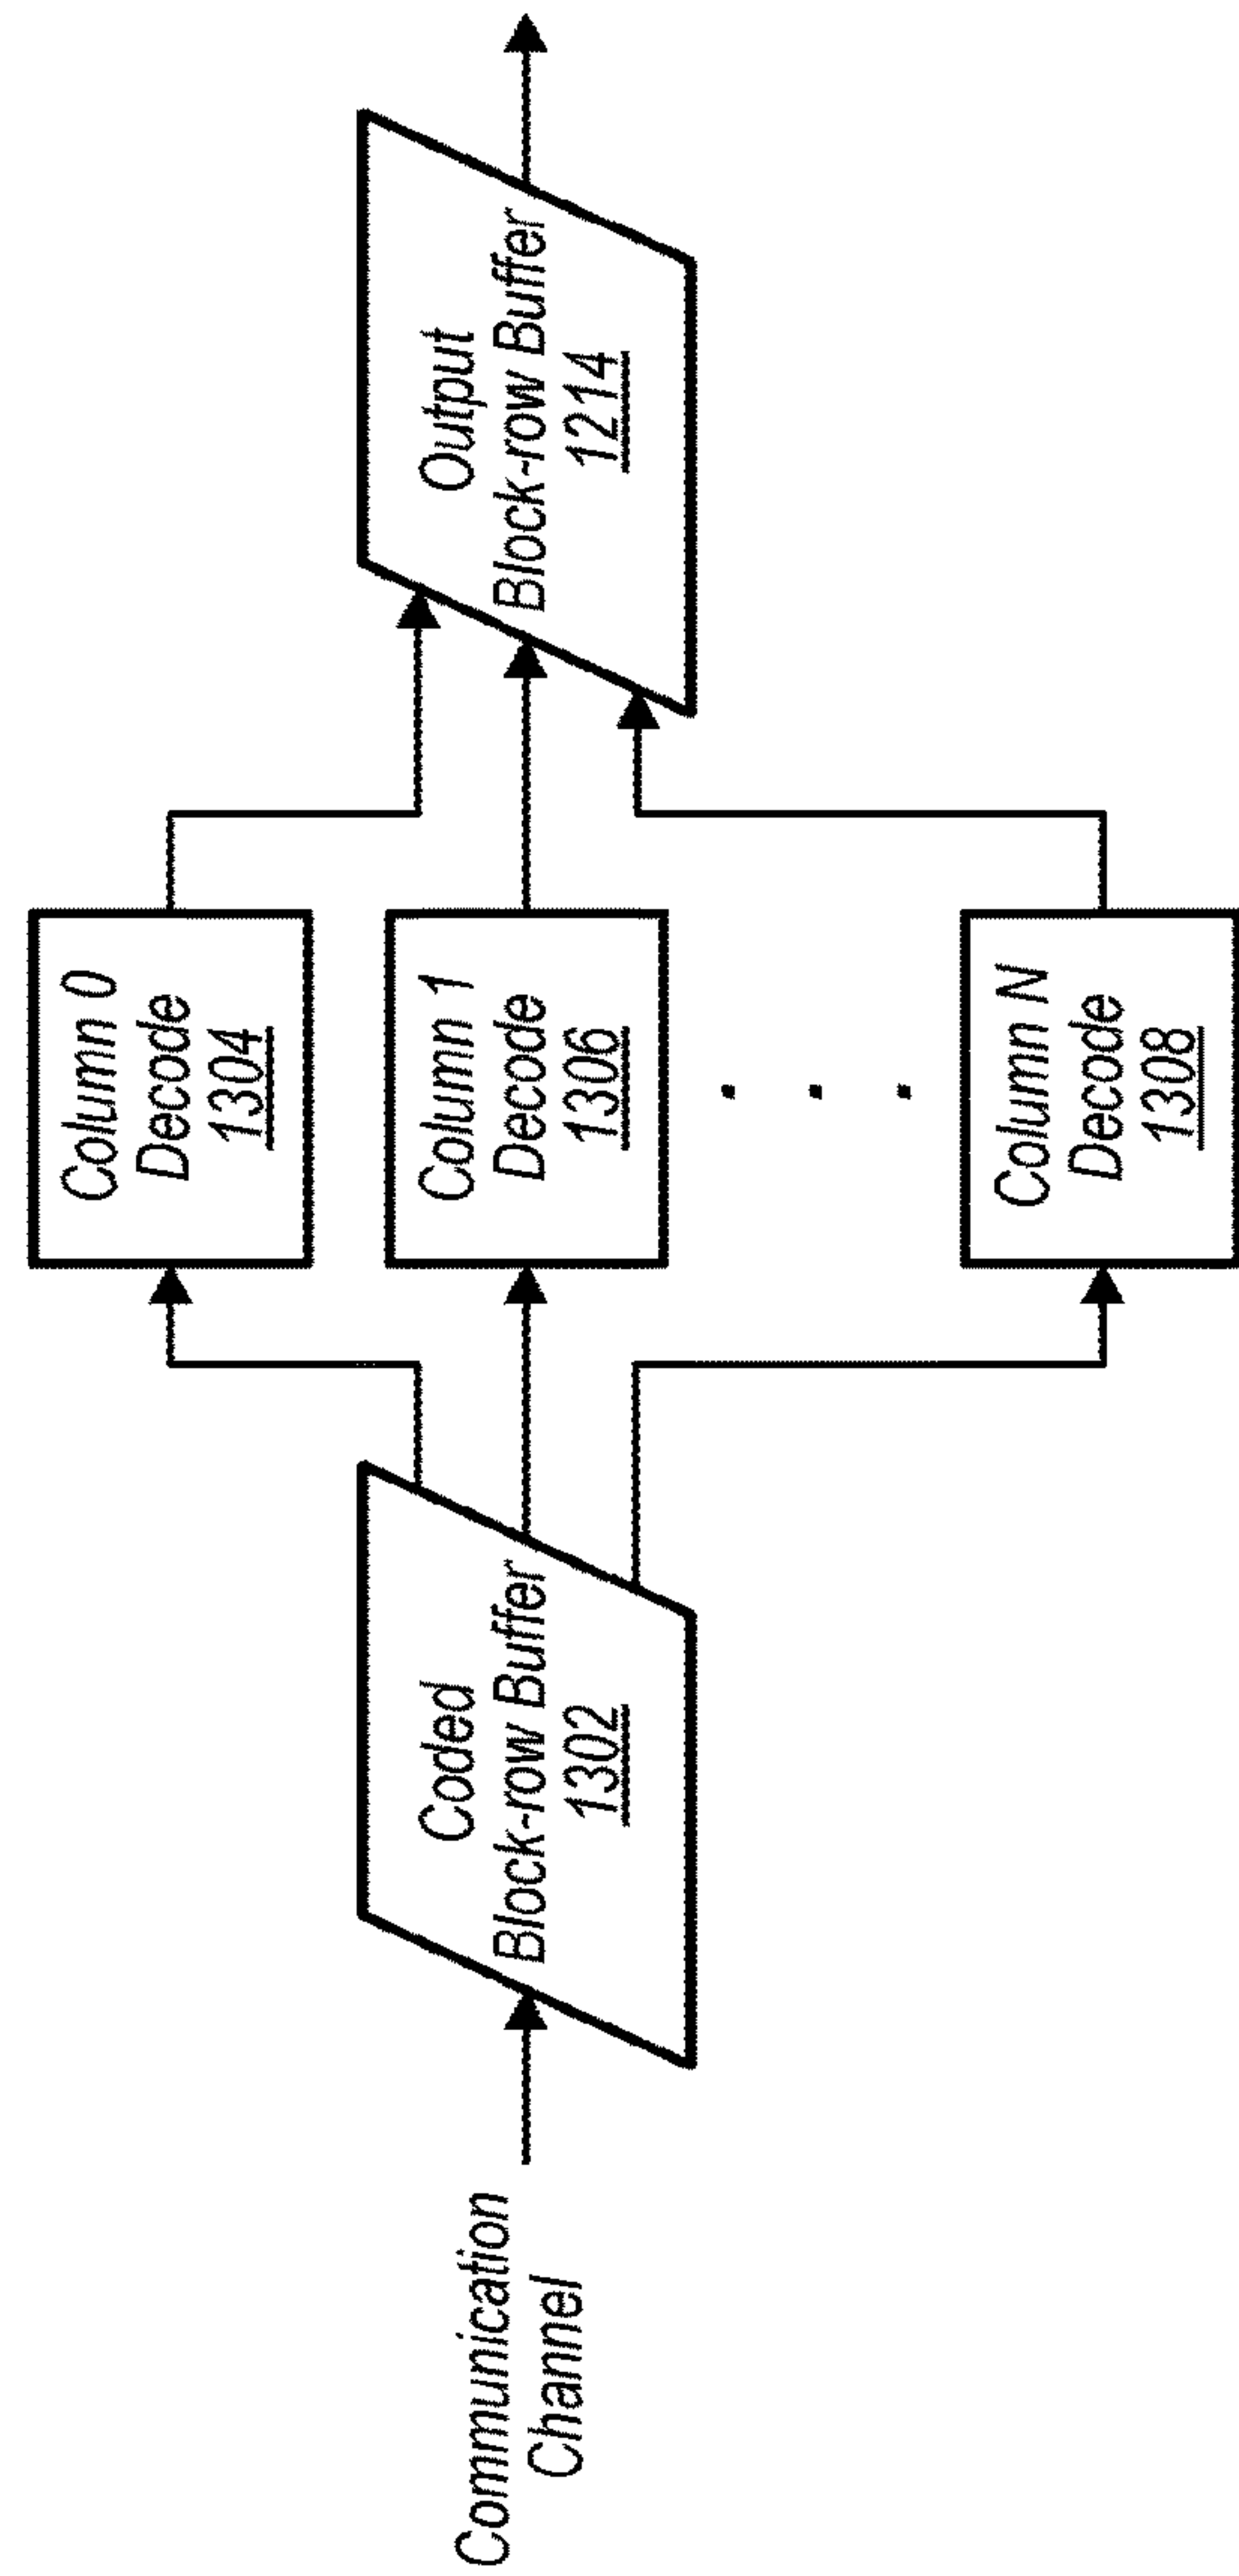 Communication
Channel
Coded
Block-row Buffer
1302
Column 0
Decode
1304
Column 1
Decode
1306
Column N
Decode
1308
Output
Block-row Buffer
1214